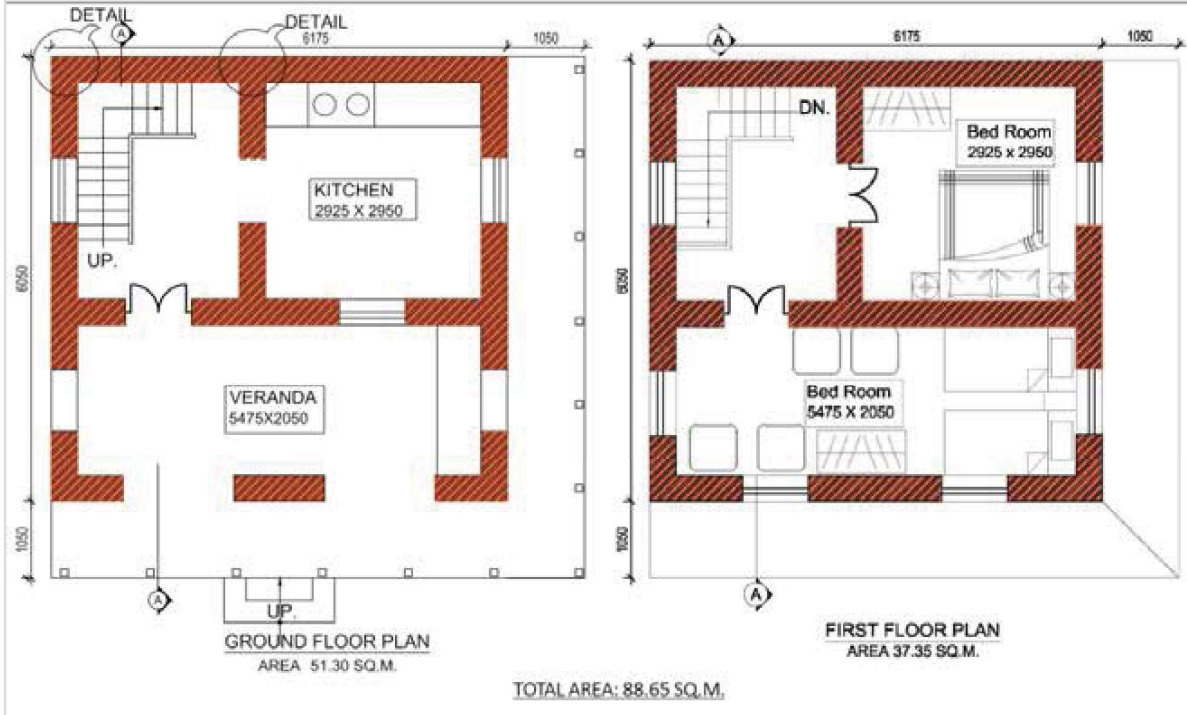 DETAIL
DETAIL
A
6175
1050
KITCHEN
2925 X 2950
UP.
6050
VERANDA
5475X2050
1050
A
UP.
GROUND FLOOR PLAN
AREA 51.30 SQ.M.
A
6175
1050
DN.
Bed Room
2925 x 2950
6050
Bed Room
5475 X 2050
1050
A
FIRST FLOOR PLAN
AREA 37.35 SQ.M.
TOTAL AREA: 88.65 SQ.M.